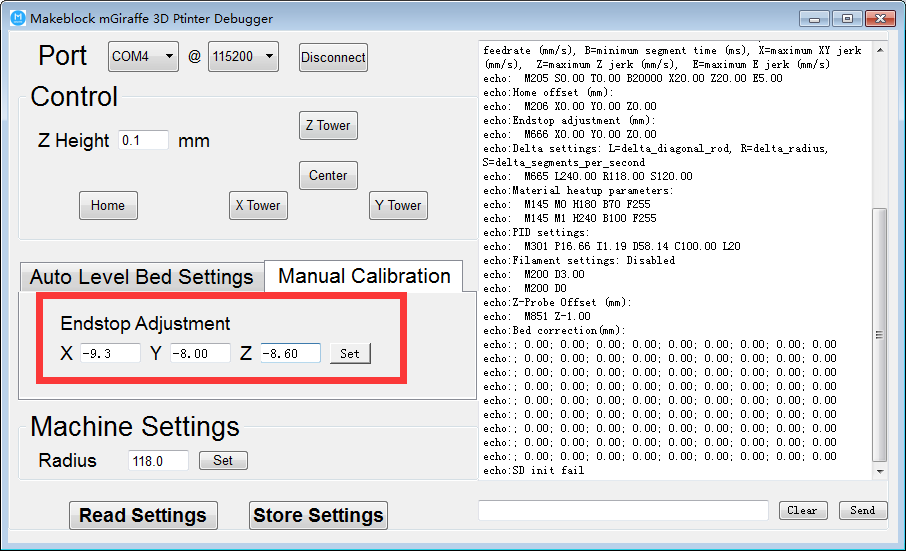 Makeblock mGiraffe 3D Ptinter Debugger
Port COM4 @ 115200 Disconnect
Control
Z Height 0.1 mm
Z Tower
Center
Home X Tower Y Tower
Auto Level Bed Settings Manual Calibration
Endstop Adjustment
X -9.3 Y -8.00 Z -8.60 Set
Machine Settings
Radius 118.0 Set
Read Settings Store Settings
feedrate (mm/s), B=minimum segment time (ms), X=maximum XY jerk
(mm/s),  Z=maximum Z jerk (mm/s),  E=maximum E jerk (mm/s)
echo:  M205 S0.00 T0.00 B20000 X20.00 Z20.00 E5.00
echo:Home offset (mm):
echo:  M206 X0.00 Y0.00 Z0.00
echo:Endstop adjustment (mm):
echo:  M666 X0.00 Y0.00 Z0.00
echo:Delta settings: L=delta_diagonal_rod, R=delta_radius,
S=delta_segments_per_second
echo:  M665 L240.00 R118.00 S120.00
echo:Material heatup parameters:
echo:  M145 M0 H180 B70 F255
echo:  M145 M1 H240 B100 F255
echo:PID settings:
echo:  M301 P16.66 I1.19 D58.14 C100.00 L20
echo:Filament settings: Disabled
echo:  M200 D3.00
echo:  M200 D0
echo:Z-Probe Offset (mm):
echo:  M851 Z-1.00
echo:Bed correction(mm):
echo:; 0.00; 0.00; 0.00; 0.00; 0.00; 0.00; 0.00; 0.00; 0.00
echo:; 0.00; 0.00; 0.00; 0.00; 0.00; 0.00; 0.00; 0.00; 0.00
echo:; 0.00; 0.00; 0.00; 0.00; 0.00; 0.00; 0.00; 0.00; 0.00
echo:; 0.00; 0.00; 0.00; 0.00; 0.00; 0.00; 0.00; 0.00; 0.00
echo:; 0.00; 0.00; 0.00; 0.00; 0.00; 0.00; 0.00; 0.00; 0.00
echo:; 0.00; 0.00; 0.00; 0.00; 0.00; 0.00; 0.00; 0.00; 0.00
echo:; 0.00; 0.00; 0.00; 0.00; 0.00; 0.00; 0.00; 0.00; 0.00
echo:; 0.00; 0.00; 0.00; 0.00; 0.00; 0.00; 0.00; 0.00; 0.00
echo:; 0.00; 0.00; 0.00; 0.00; 0.00; 0.00; 0.00; 0.00; 0.00
echo:SD init fail
Clear Send